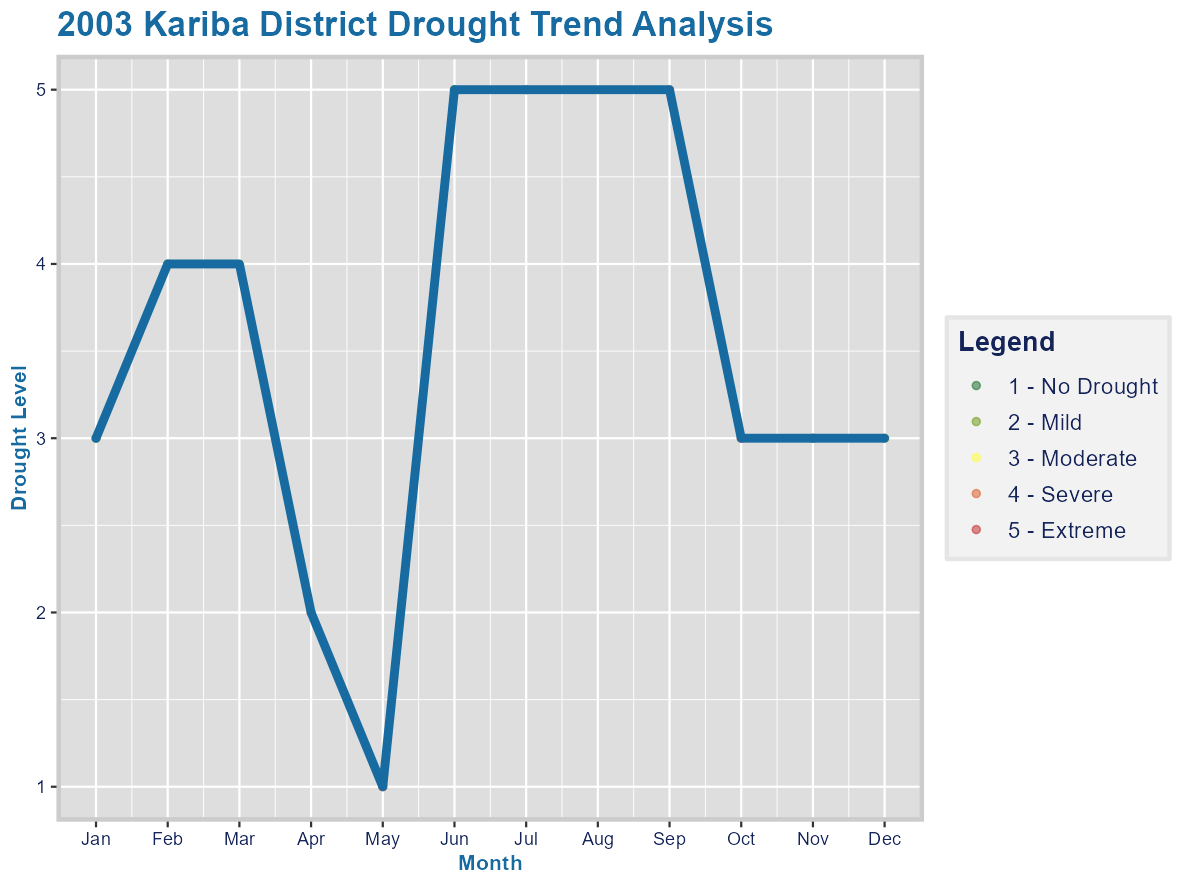 2003 Kariba District Drought Trend Analysis
Drought Level
5
4
3
2
1
Jan Feb Mar Apr May Jun Jul Aug Sep Oct Nov Dec
Month
Legend
1 - No Drought
2 - Mild
3 - Moderate
4 - Severe
5 - Extreme